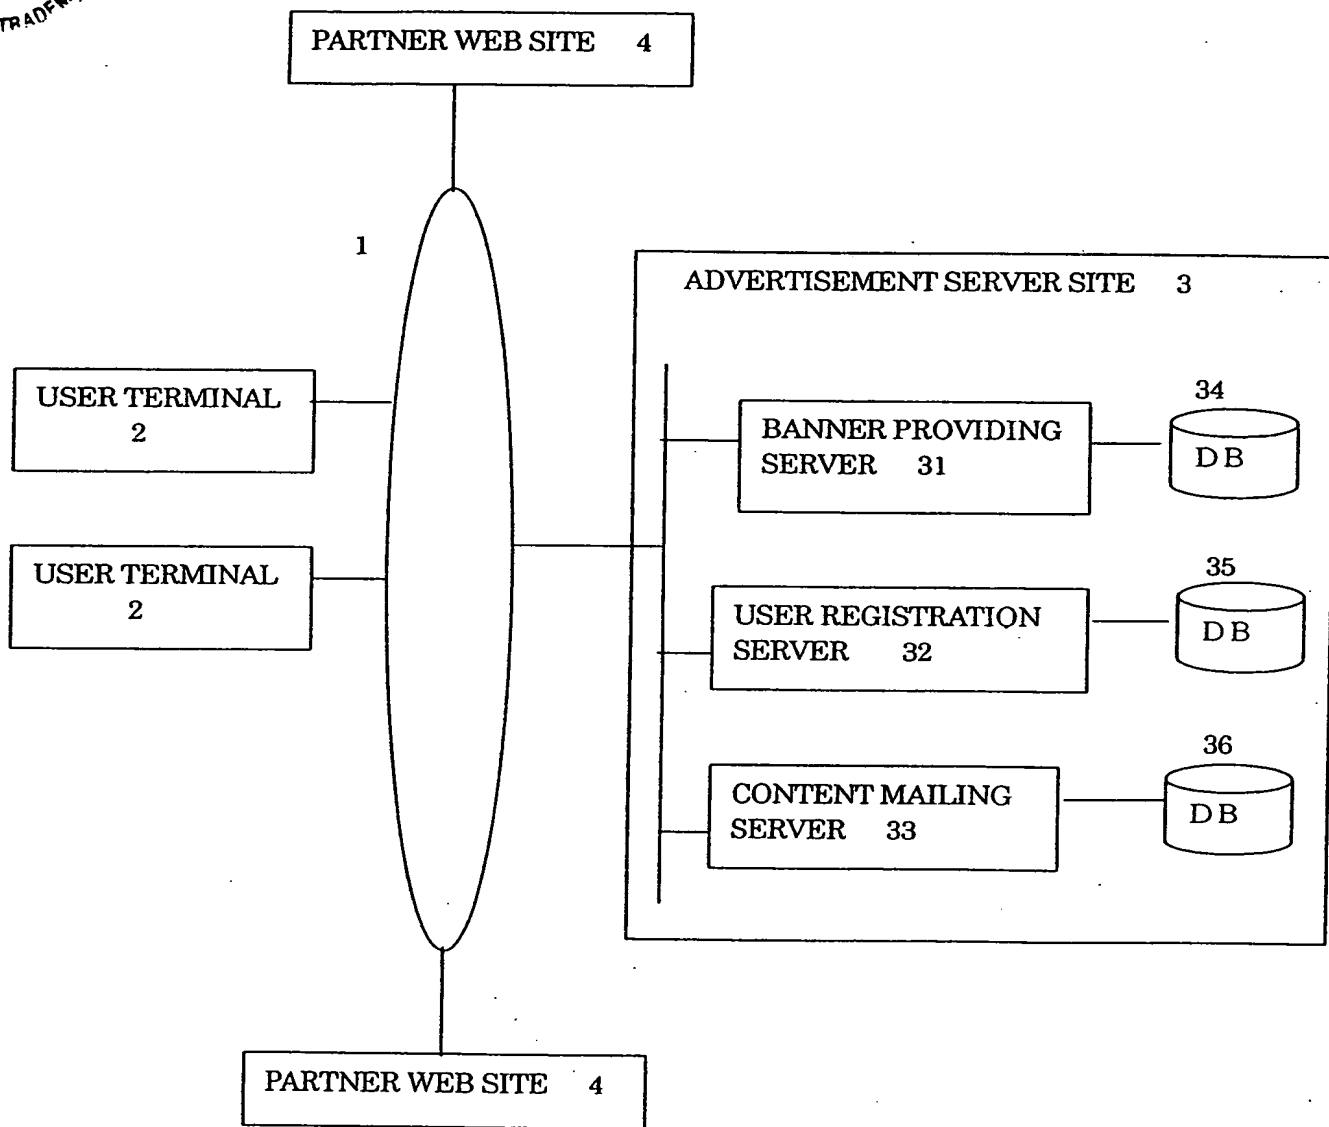 PARTNER WEB SITE 4
1
ADVERTISEMENT SERVER SITE 3
USER TERMINAL
2
BANNER PROVIDING
SERVER 31
34
DB
USER TERMINAL
2
USER REGISTRATION
SERVER 32
35
DB
CONTENT MAILING
SERVER 33
36
DB
PARTNER WEB SITE 4